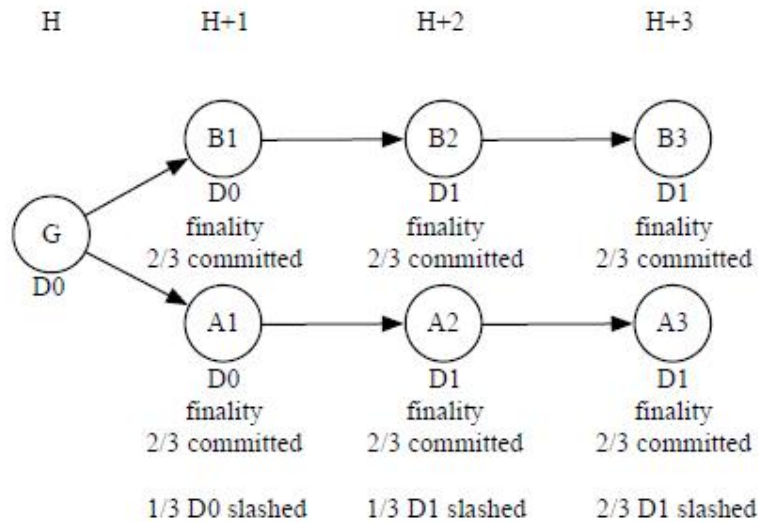 H H+1 H+2 H+3
B1 B2 B3
D0 D1 D1
finality finality finality
2/3 committed 2/3 committed 2/3 committed
G
D0
A1 A2 A3
D0 D1 D1
finality finality finality
2/3 committed 2/3 committed 2/3 committed
1/3 D0 slashed 1/3 D1 slashed 2/3 D1 slashed